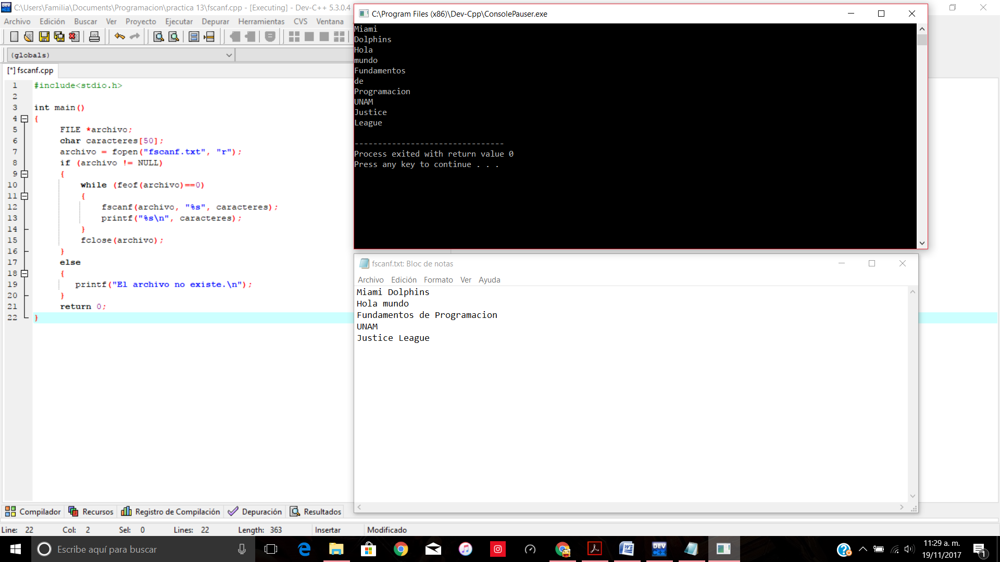 C:\Users\Familia\Documents\Programacion\practica 13\fscanf.cpp - [Executing] - Dev-C++ 5.3.0.4
Archivo Edición Buscar Ver Proyecto Ejecutar Depurar Herramientas CVS Ventana
(globals)
[*] fscanf.cpp
1 #include<stdio.h>
2
3 int main()
4 {
5 FILE *archivo;
6 char caracteres[50];
7 archivo = fopen("fscanf.txt", "r");
8 if (archivo != NULL)
9 {
10 while (feof(archivo)==0)
11 {
12 fscanf(archivo, "%s", caracteres);
13 printf("%s\n", caracteres);
14 }
15 fclose(archivo);
16 }
17 else
18 {
19 printf("El archivo no existe.\n");
20 }
21 return 0;
22 }
C:\Program Files (x86)\Dev-Cpp\ConsolePauser.exe
Miami
Dolphins
Hola
mundo
Fundamentos
de
Programacion
UNAM
Justice
League
--------------------------------
Process exited with return value 0
Press any key to continue . . .
fscanf.txt: Bloc de notas
Archivo Edición Formato Ver Ayuda
Miami Dolphins
Hola mundo
Fundamentos de Programacion
UNAM
Justice League
Compilador Recursos Registro de Compilación Depuración Resultados
Line: 22 Col: 2 Sel: 0 Lines: 22 Length: 363 Insertar Modificado
Escribe aquí para buscar
DEV
11:29 a. m.
19/11/2017
1